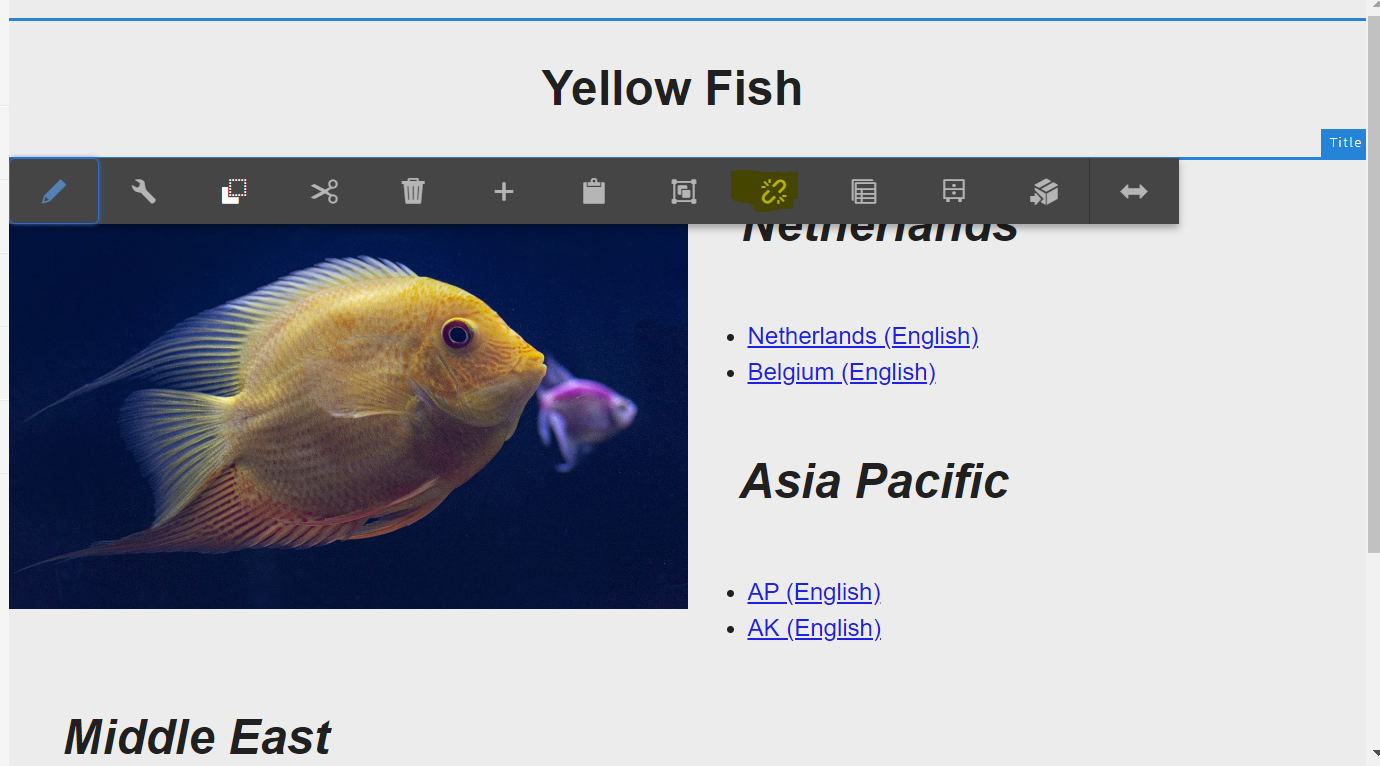 Yellow Fish
Title
Netherlands
Netherlands (English)
Belgium (English)
Asia Pacific
AP (English)
AK (English)
Middle East